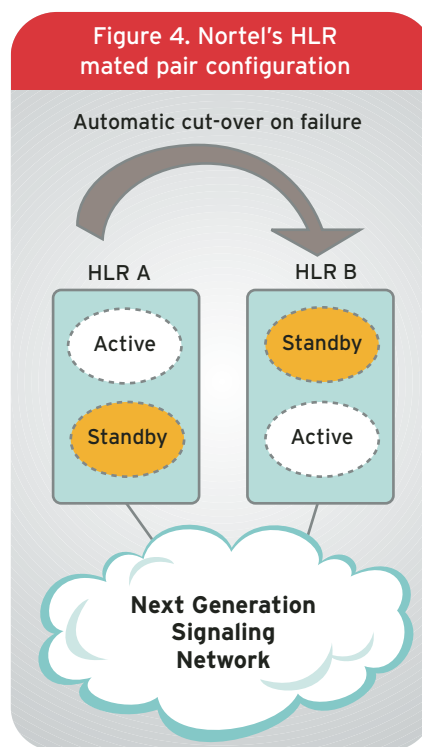 Figure 4. Nortel's HLR
mated pair configuration
Automatic cut-over on failure
HLR A
HLR B
Active
Standby
Standby
Active
Next Generation
Signaling
Network